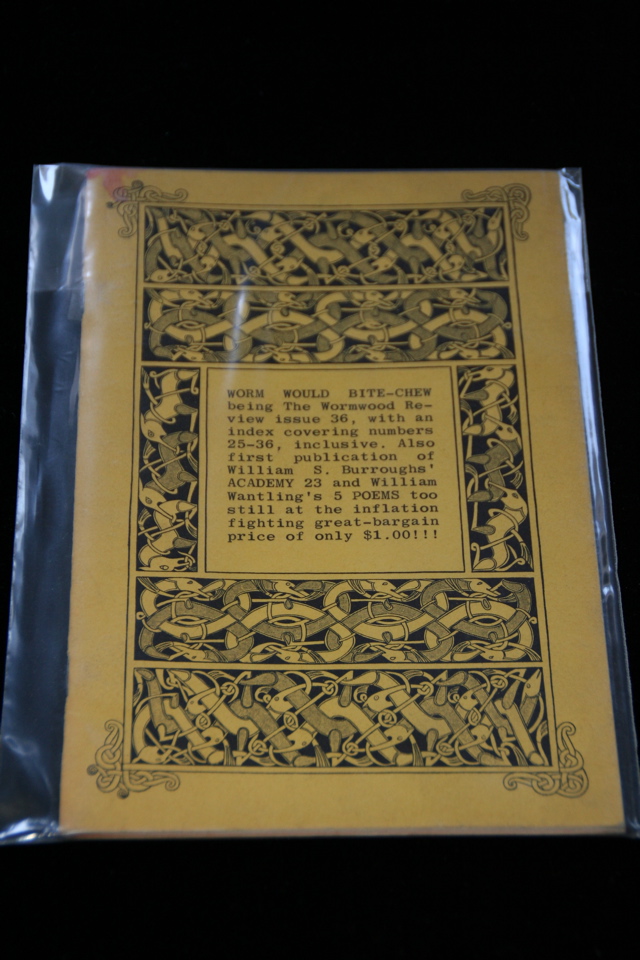 WORM WOULD BITE-CHEW
being The Wormwood Re-
view issue 36, with an
index covering numbers
25-36, inclusive. Also
first publication of
William S. Burroughs'
ACADEMY 23 and William
Wantling's 5 POEMS too
still at the inflation
fighting great-bargain
price of only $1.00!!!